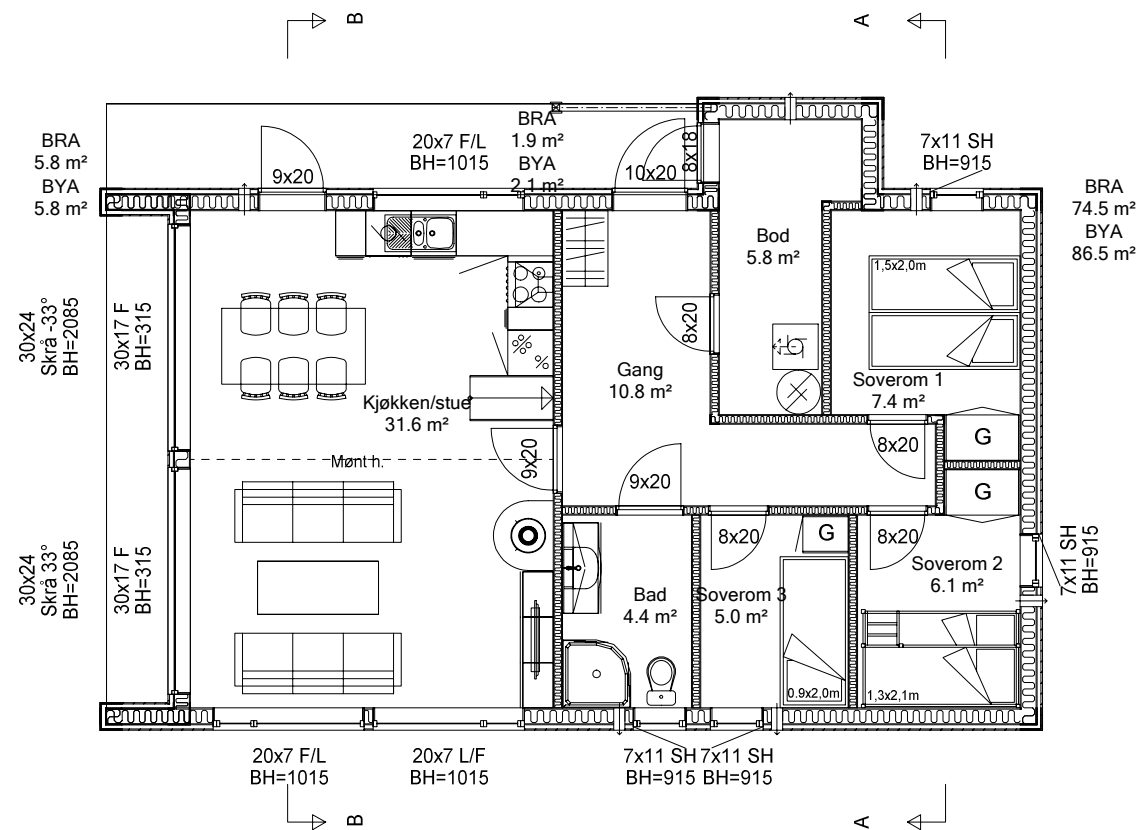 B
A
BRA
5.8 m²
BYA
5.8 m²
9x20
20x7 F/L
BH=1015
BRA
1.9 m²
BYA
2.1 m²
10x20
8x18
7x11 SH
BH=915
BRA
74.5 m²
BYA
86.5 m²
30x24
Skrå -33°
BH=2085
30x17 F
BH=315
Bod
5.8 m²
1,5x2,0m
8x20
Gang
10.8 m²
Soverom 1
7.4 m²
Kjøkken/stue
31.6 m²
9x20
Mønt h.
8x20
G
G
9x20
30x24
Skrå 33°
BH=2085
30x17 F
BH=315
8x20
G
8x20
Soverom 2
6.1 m²
7x11 SH
BH=915
Bad
4.4 m²
Soverom 3
5.0 m²
0.9x2,0m
1,3x2,1m
20x7 F/L
BH=1015
20x7 L/F
BH=1015
7x11 SH
BH=915
7x11 SH
BH=915
B
A